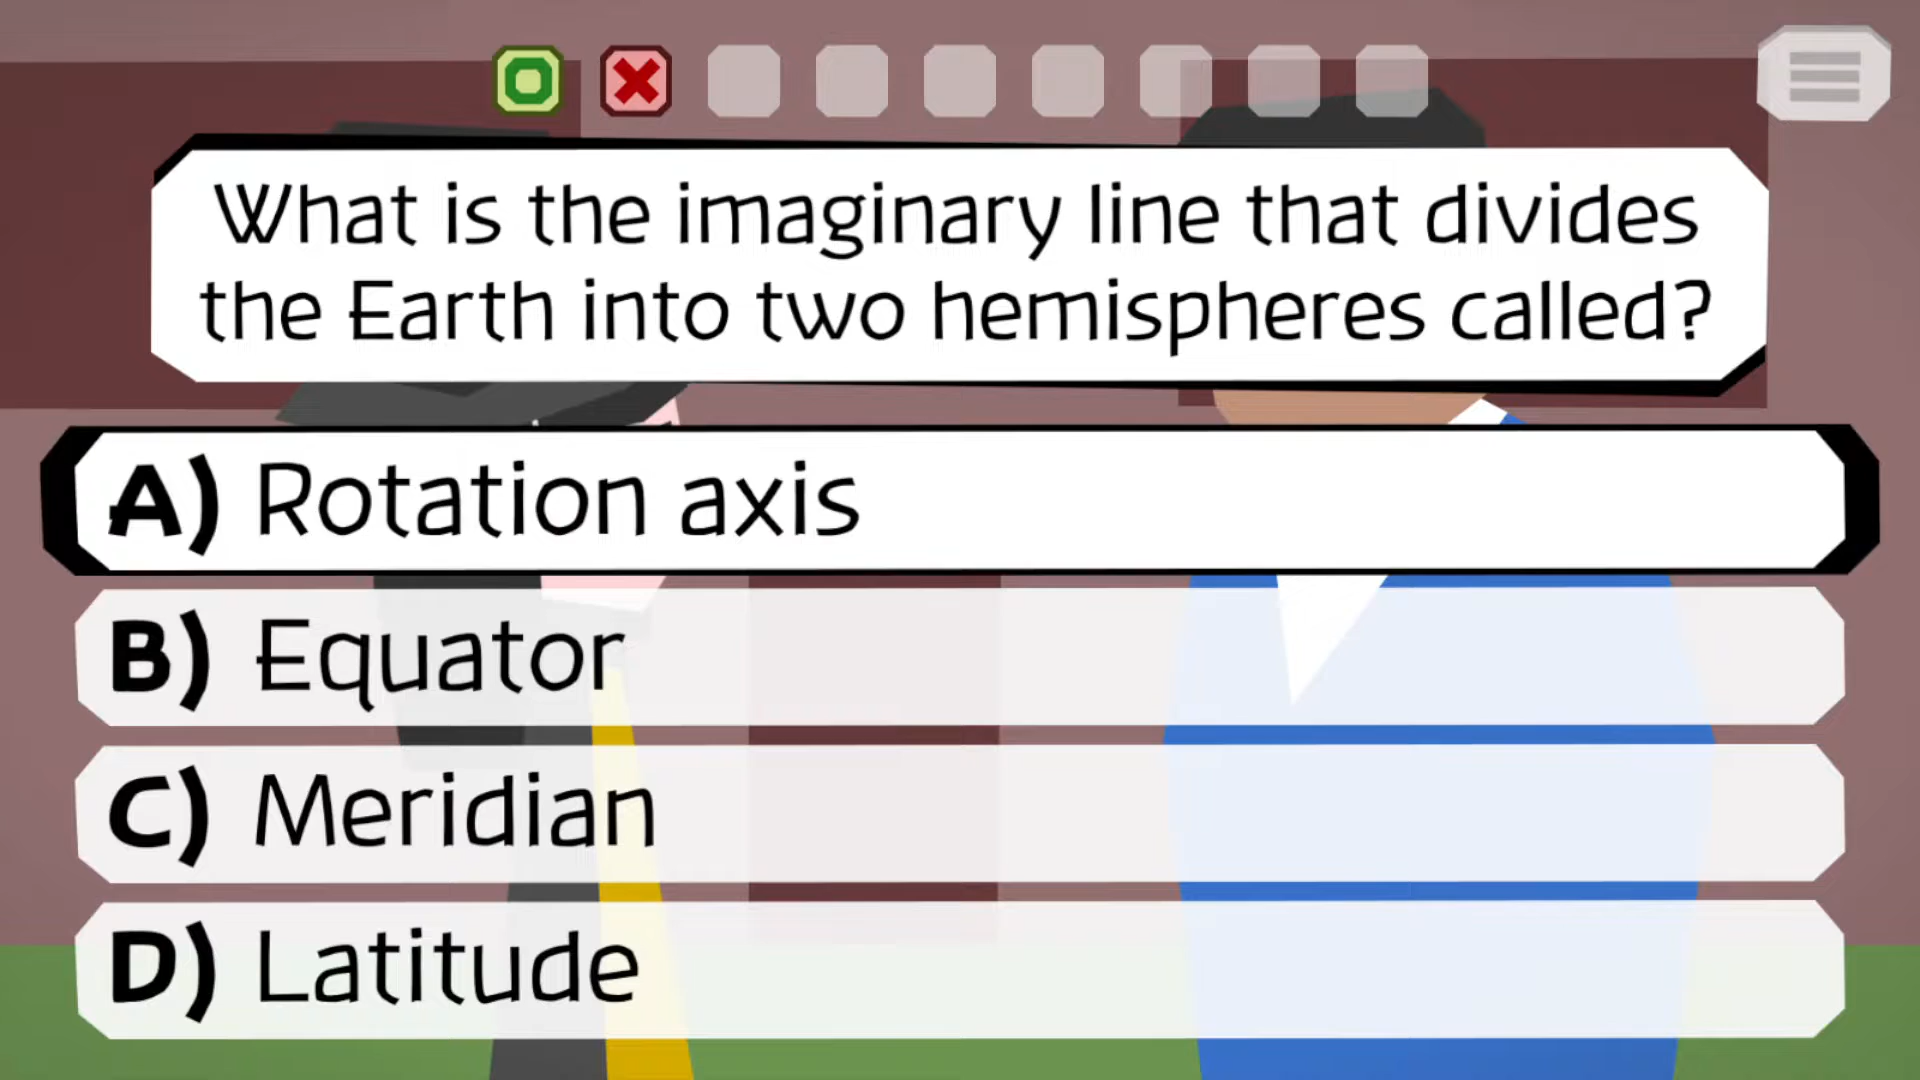 What is the imaginary line that divides
the Earth into two hemispheres called?
A) Rotation axis
B) Equator
C) Meridian
D) Latitude